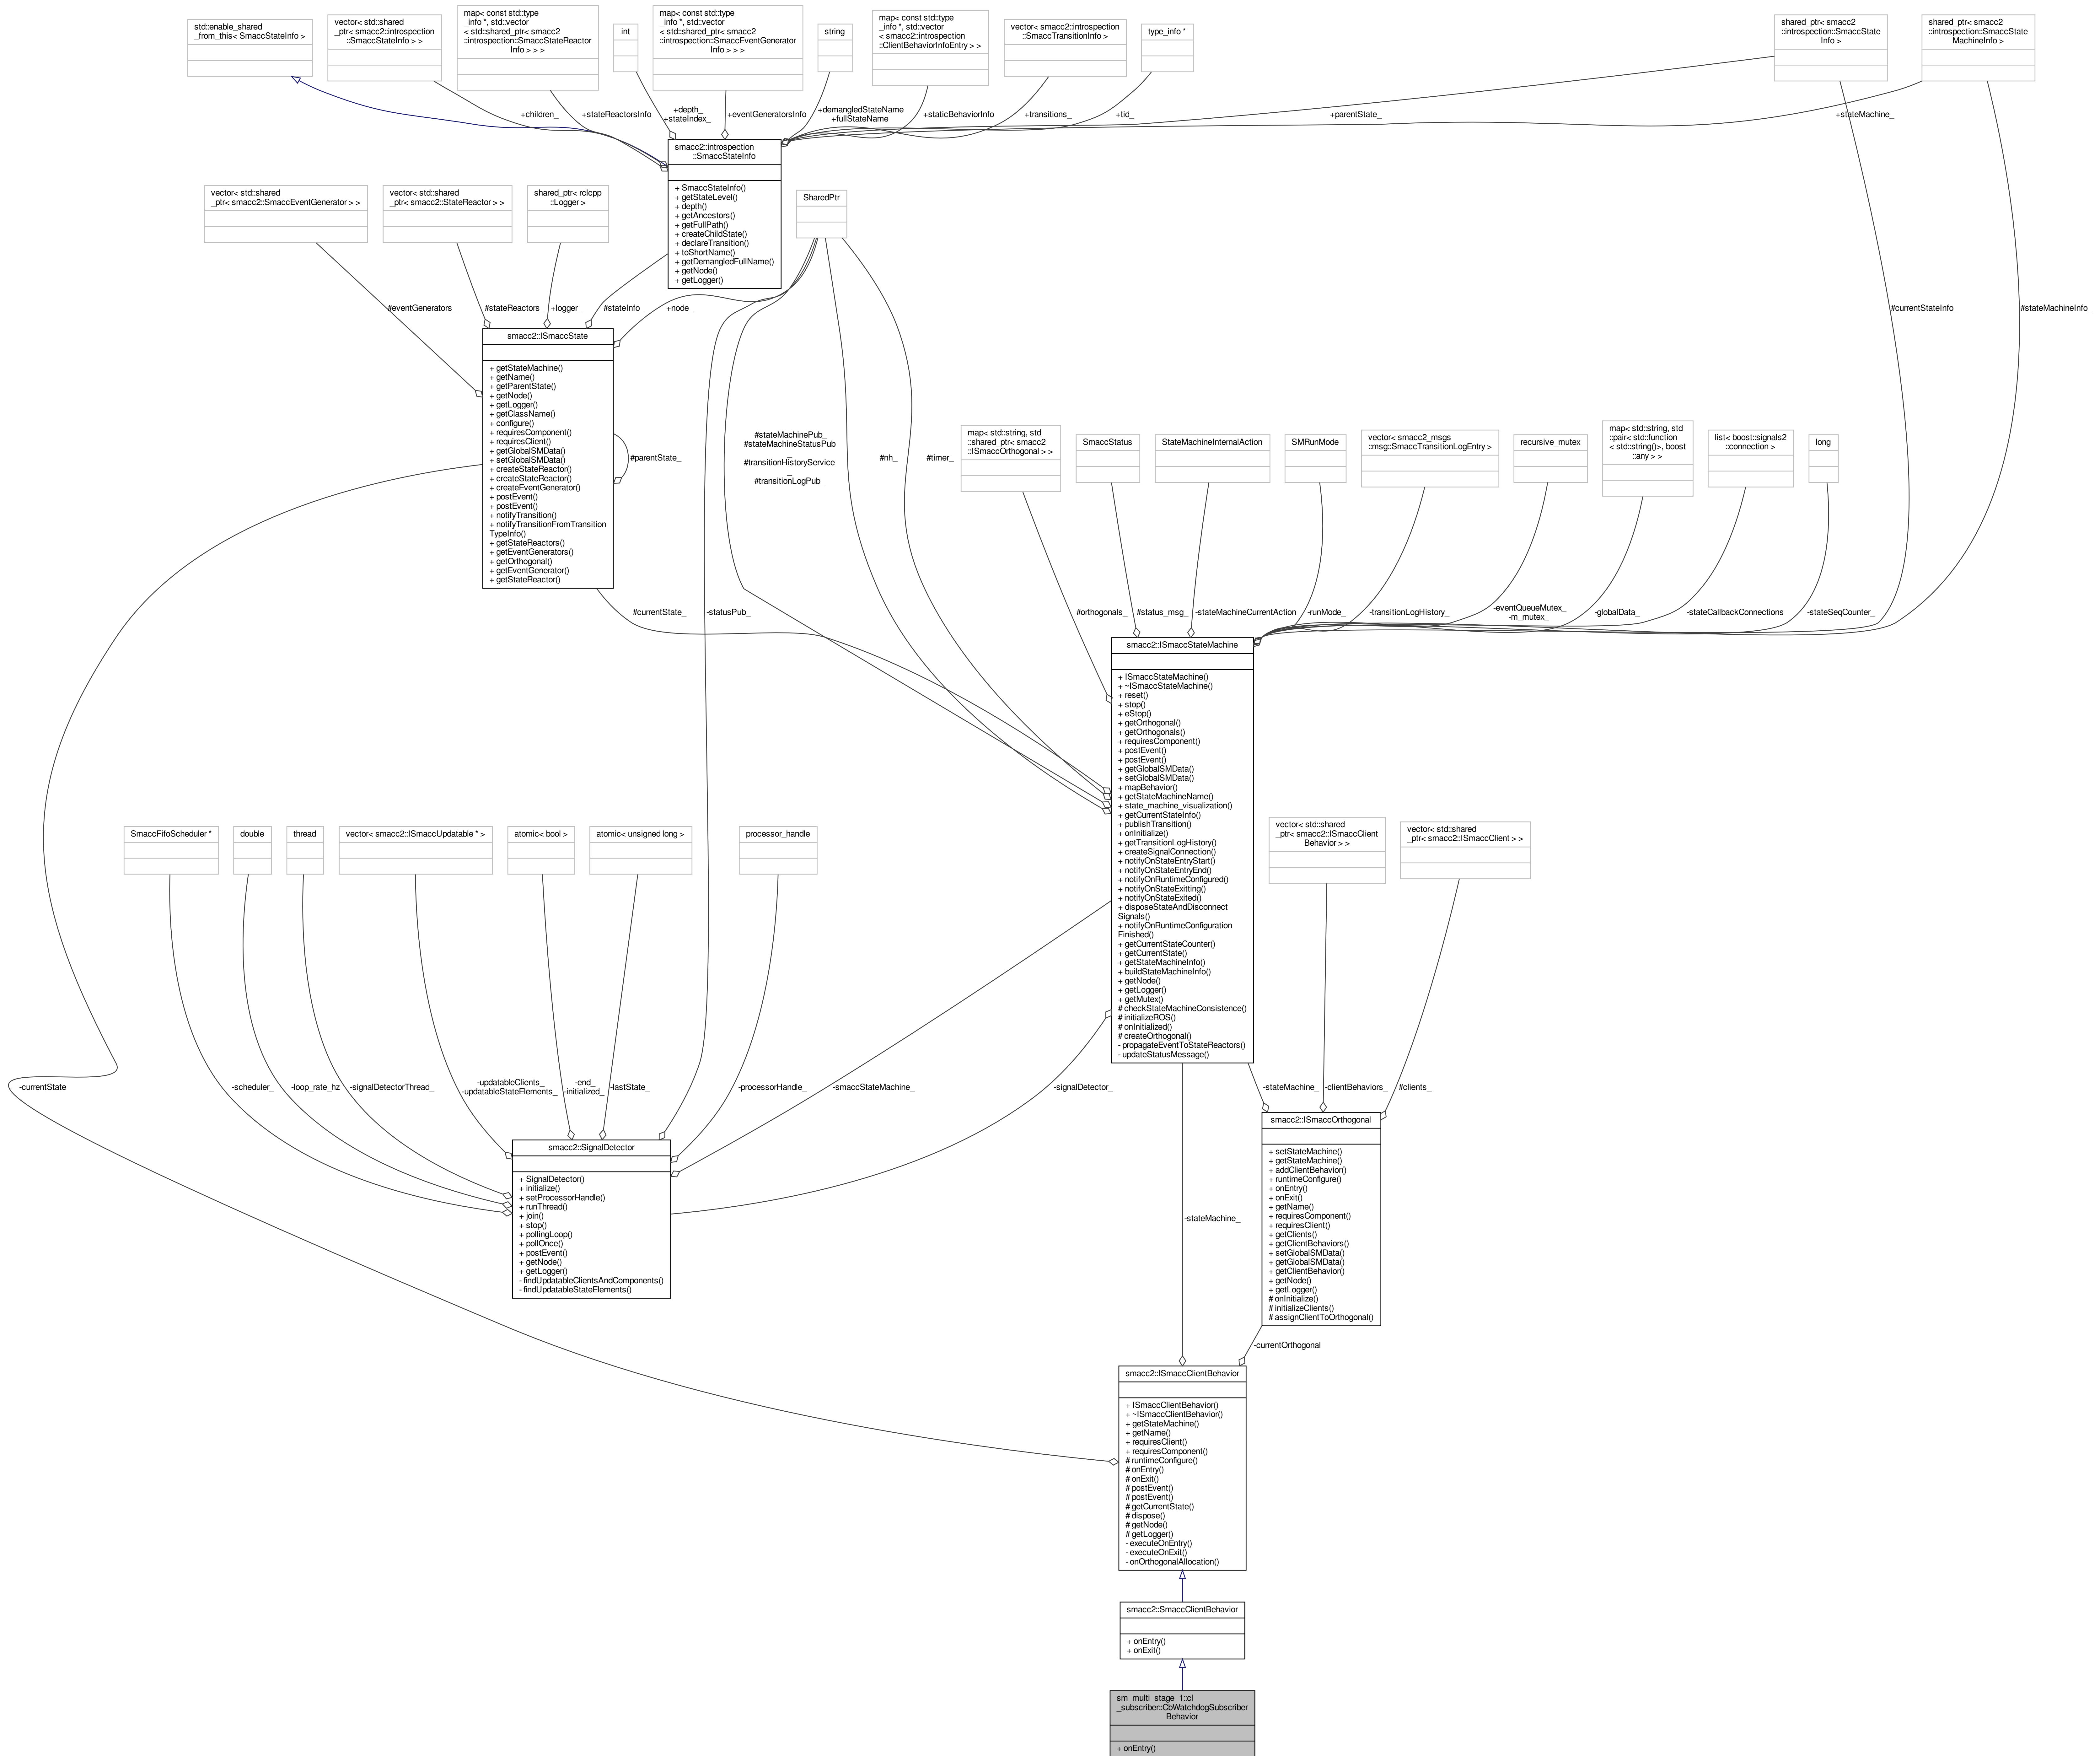 std::enable_shared
_from_this< SmaccStateInfo >
vector< std::shared
_ptr< smacc2::introspection
::SmaccStateInfo > >
map< const std::type
_info *, std::vector
< std::shared_ptr< smacc2
::introspection::SmaccStateReactor
Info > > >
int
map< const std::type
_info *, std::vector
< std::shared_ptr< smacc2
::introspection::SmaccEventGenerator
Info > > >
string
map< const std::type
_info *, std::vector
< smacc2::introspection
::ClientBehaviorInfoEntry > >
vector< smacc2::introspection
::SmaccTransitionInfo >
type_info *
shared_ptr< smacc2
::introspection::SmaccState
Info >
shared_ptr< smacc2
::introspection::SmaccState
MachineInfo >
+children_
+stateReactorsInfo
+depth_
+stateIndex_
+eventGeneratorsInfo
+demangledStateName
+fullStateName
+staticBehaviorInfo
+transitions_
+tid_
+parentState_
+stateMachine_
smacc2::introspection
::SmaccStateInfo
+ SmaccStateInfo()
+ getStateLevel()
+ depth()
+ getAncestors()
+ getFullPath()
+ createChildState()
+ declareTransition()
+ toShortName()
+ getDemangledFullName()
+ getNode()
+ getLogger()
vector< std::shared
_ptr< smacc2::SmaccEventGenerator > >
vector< std::shared
_ptr< smacc2::StateReactor > >
shared_ptr< rclcpp
::Logger >
SharedPtr
#eventGenerators_
#stateReactors_
+logger_
#stateInfo_
+node_
#currentStateInfo_
#stateMachineInfo_
smacc2::ISmaccState
+ getStateMachine()
+ getName()
+ getParentState()
+ getNode()
+ getLogger()
+ getClassName()
+ configure()
+ requiresComponent()
+ requiresClient()
+ getGlobalSMData()
+ setGlobalSMData()
+ createStateReactor()
+ createStateReactor()
+ createEventGenerator()
+ postEvent()
+ postEvent()
+ notifyTransition()
+ notifyTransitionFromTransition
TypeInfo()
+ getStateReactors()
+ getEventGenerators()
+ getOrthogonal()
+ getEventGenerator()
+ getStateReactor()
#parentState_
#stateMachinePub_
#stateMachineStatusPub
_
#transitionHistoryService
_
#transitionLogPub_
#nh_
#timer_
map< std::string, std
::shared_ptr< smacc2
::ISmaccOrthogonal > >
SmaccStatus
StateMachineInternalAction
SMRunMode
vector< smacc2_msgs
::msg::SmaccTransitionLogEntry >
recursive_mutex
map< std::string, std
::pair< std::function
< std::string()>, boost
::any > >
list< boost::signals2
::connection >
long
#currentState_
-statusPub_
#orthogonals_
#status_msg_
-stateMachineCurrentAction
-runMode_
-transitionLogHistory_
-eventQueueMutex_
-m_mutex_
-globalData_
-stateCallbackConnections
-stateSeqCounter_
smacc2::ISmaccStateMachine
+ ISmaccStateMachine()
+ ~ISmaccStateMachine()
+ reset()
+ stop()
+ eStop()
+ getOrthogonal()
+ getOrthogonals()
+ requiresComponent()
+ postEvent()
+ postEvent()
+ getGlobalSMData()
+ setGlobalSMData()
+ mapBehavior()
+ getStateMachineName()
+ state_machine_visualization()
+ getCurrentStateInfo()
+ publishTransition()
+ onInitialize()
+ getTransitionLogHistory()
+ createSignalConnection()
+ notifyOnStateEntryStart()
+ notifyOnStateEntryEnd()
+ notifyOnRuntimeConfigured()
+ notifyOnStateExitting()
+ notifyOnStateExited()
+ disposeStateAndDisconnect
Signals()
+ notifyOnRuntimeConfiguration
Finished()
+ getCurrentStateCounter()
+ getCurrentState()
+ getStateMachineInfo()
+ buildStateMachineInfo()
+ getNode()
+ getLogger()
+ getMutex()
# checkStateMachineConsistence()
# initializeROS()
# onInitialized()
# createOrthogonal()
- propagateEventToStateReactors()
- updateStatusMessage()
SmaccFifoScheduler *
double
thread
vector< smacc2::ISmaccUpdatable * >
atomic< bool >
atomic< unsigned long >
processor_handle
vector< std::shared
_ptr< smacc2::ISmaccClient
Behavior > >
vector< std::shared
_ptr< smacc2::ISmaccClient > >
-currentState
-scheduler_
-loop_rate_hz
-signalDetectorThread_
-updatableClients_
-updatableStateElements_
-end_
-initialized_
-lastState_
-processorHandle_
-smaccStateMachine_
-signalDetector_
-stateMachine_
-clientBehaviors_
#clients_
smacc2::SignalDetector
+ SignalDetector()
+ initialize()
+ setProcessorHandle()
+ runThread()
+ join()
+ stop()
+ pollingLoop()
+ pollOnce()
+ postEvent()
+ getNode()
+ getLogger()
- findUpdatableClientsAndComponents()
- findUpdatableStateElements()
smacc2::ISmaccOrthogonal
+ setStateMachine()
+ getStateMachine()
+ addClientBehavior()
+ runtimeConfigure()
+ onEntry()
+ onExit()
+ getName()
+ requiresComponent()
+ requiresClient()
+ getClients()
+ getClientBehaviors()
+ setGlobalSMData()
+ getGlobalSMData()
+ getClientBehavior()
+ getNode()
+ getLogger()
# onInitialize()
# initializeClients()
# assignClientToOrthogonal()
-stateMachine_
-currentOrthogonal
smacc2::ISmaccClientBehavior
+ ISmaccClientBehavior()
+ ~ISmaccClientBehavior()
+ getStateMachine()
+ getName()
+ requiresClient()
+ requiresComponent()
# runtimeConfigure()
# onEntry()
# onExit()
# postEvent()
# postEvent()
# getCurrentState()
# dispose()
# getNode()
# getLogger()
- executeOnEntry()
- executeOnExit()
- onOrthogonalAllocation()
smacc2::SmaccClientBehavior
+ onEntry()
+ onExit()
sm_multi_stage_1::cl
_subscriber::CbWatchdogSubscriber
Behavior
+ onEntry()